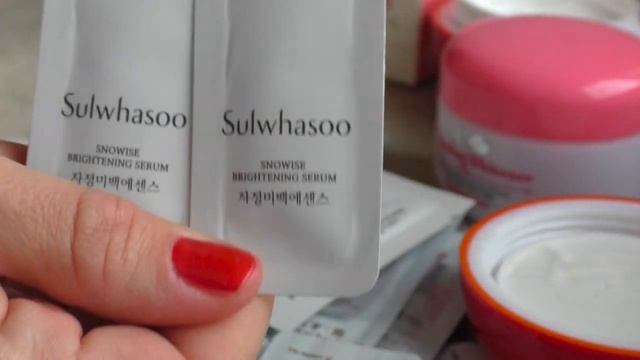 Sulwhasoo
SNOWISE
BRIGHTENING SERUM
자정미백에센스
Sulwhasoo
SNOWISE
BRIGHTENING SERUM
자정미백에센스